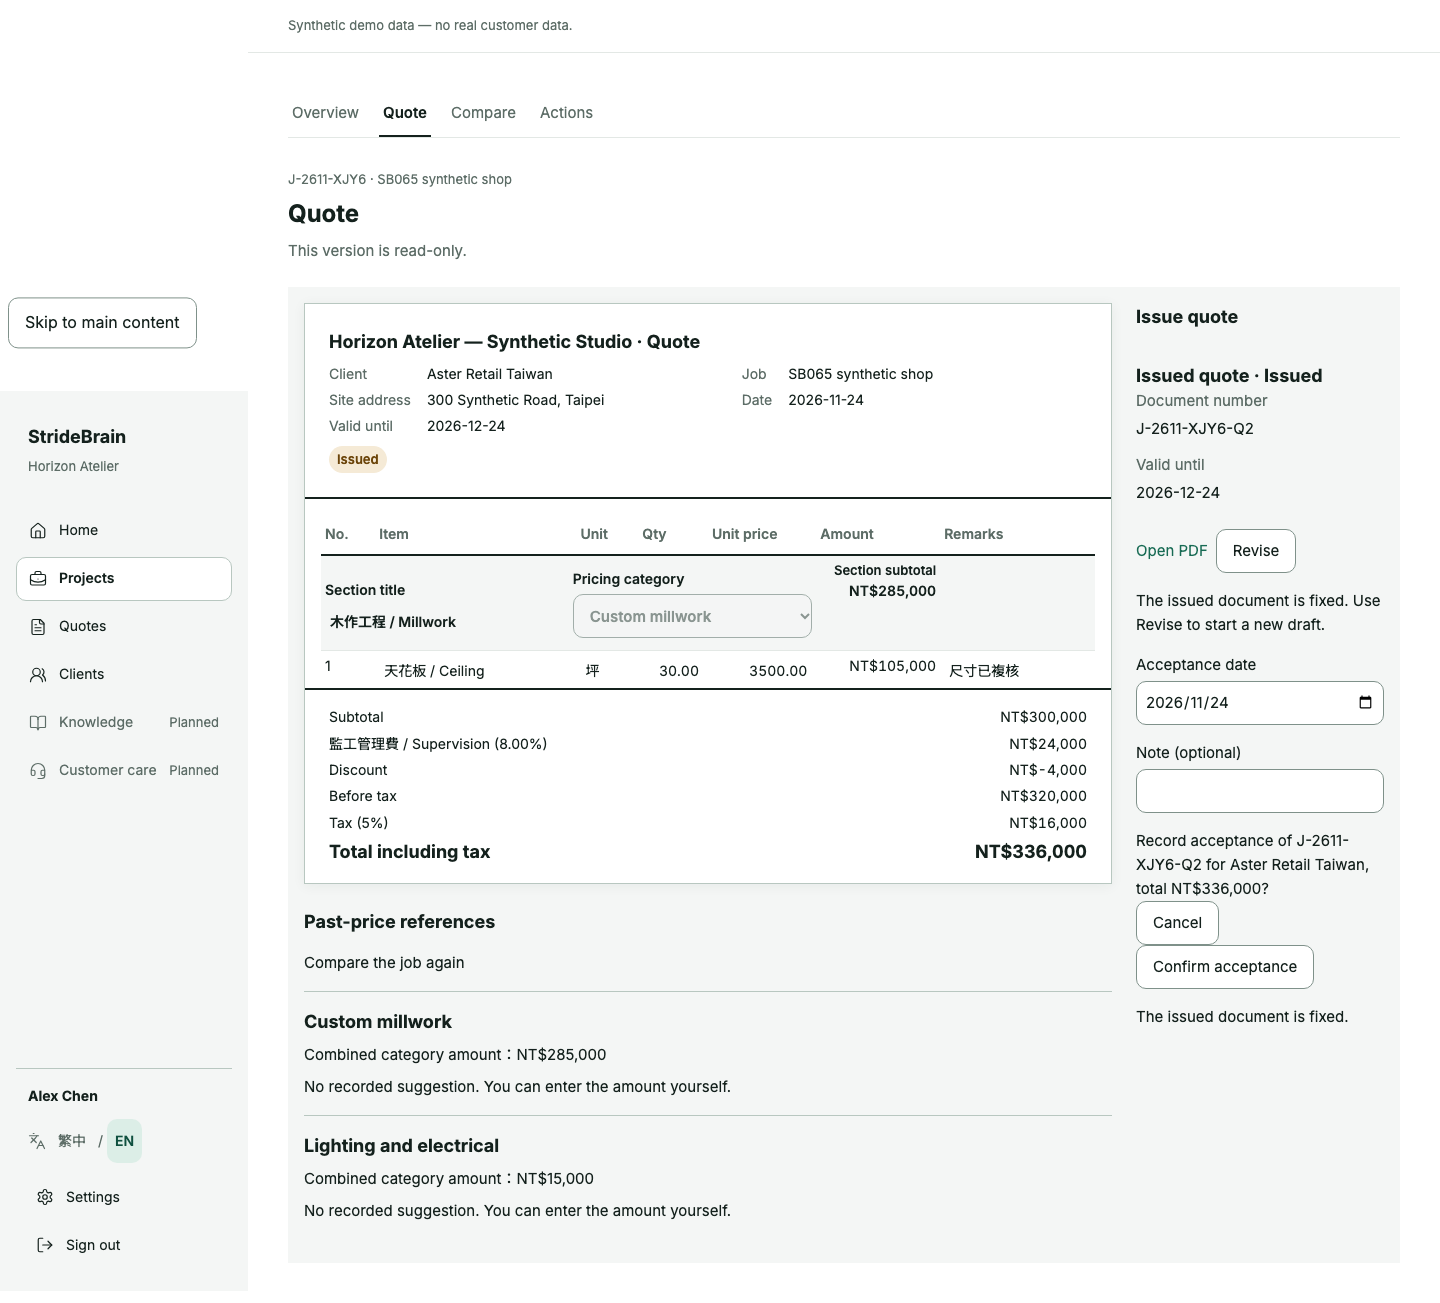 Synthetic demo data — no real customer data.
Overview Quote Compare Actions
J-2611-XJY6 · SB065 synthetic shop
Quote
This version is read-only.
Skip to main content
StrideBrain
Horizon Atelier
Home
Projects
Quotes
Clients
Knowledge Planned
Customer care Planned
Alex Chen
繁中 / EN
Settings
Sign out
Horizon Atelier — Synthetic Studio · Quote
Client Aster Retail Taiwan Job SB065 synthetic shop
Site address 300 Synthetic Road, Taipei Date 2026-11-24
Valid until 2026-12-24
Issued
No. Item Unit Qty Unit price Amount Remarks
Section title Pricing category Section subtotal
木作工程 / Millwork Custom millwork NT$285,000
1 天花板 / Ceiling 坪 30.00 3500.00 NT$105,000 尺寸已複核
Subtotal NT$300,000
監工管理費 / Supervision (8.00%) NT$24,000
Discount NT$-4,000
Before tax NT$320,000
Tax (5%) NT$16,000
Total including tax NT$336,000
Past-price references
Compare the job again
Custom millwork
Combined category amount：NT$285,000
No recorded suggestion. You can enter the amount yourself.
Lighting and electrical
Combined category amount：NT$15,000
No recorded suggestion. You can enter the amount yourself.
Issue quote
Issued quote · Issued
Document number
J-2611-XJY6-Q2
Valid until
2026-12-24
Open PDF Revise
The issued document is fixed. Use
Revise to start a new draft.
Acceptance date
2026/11/24
Note (optional)
Record acceptance of J-2611-
XJY6-Q2 for Aster Retail Taiwan,
total NT$336,000?
Cancel
Confirm acceptance
The issued document is fixed.